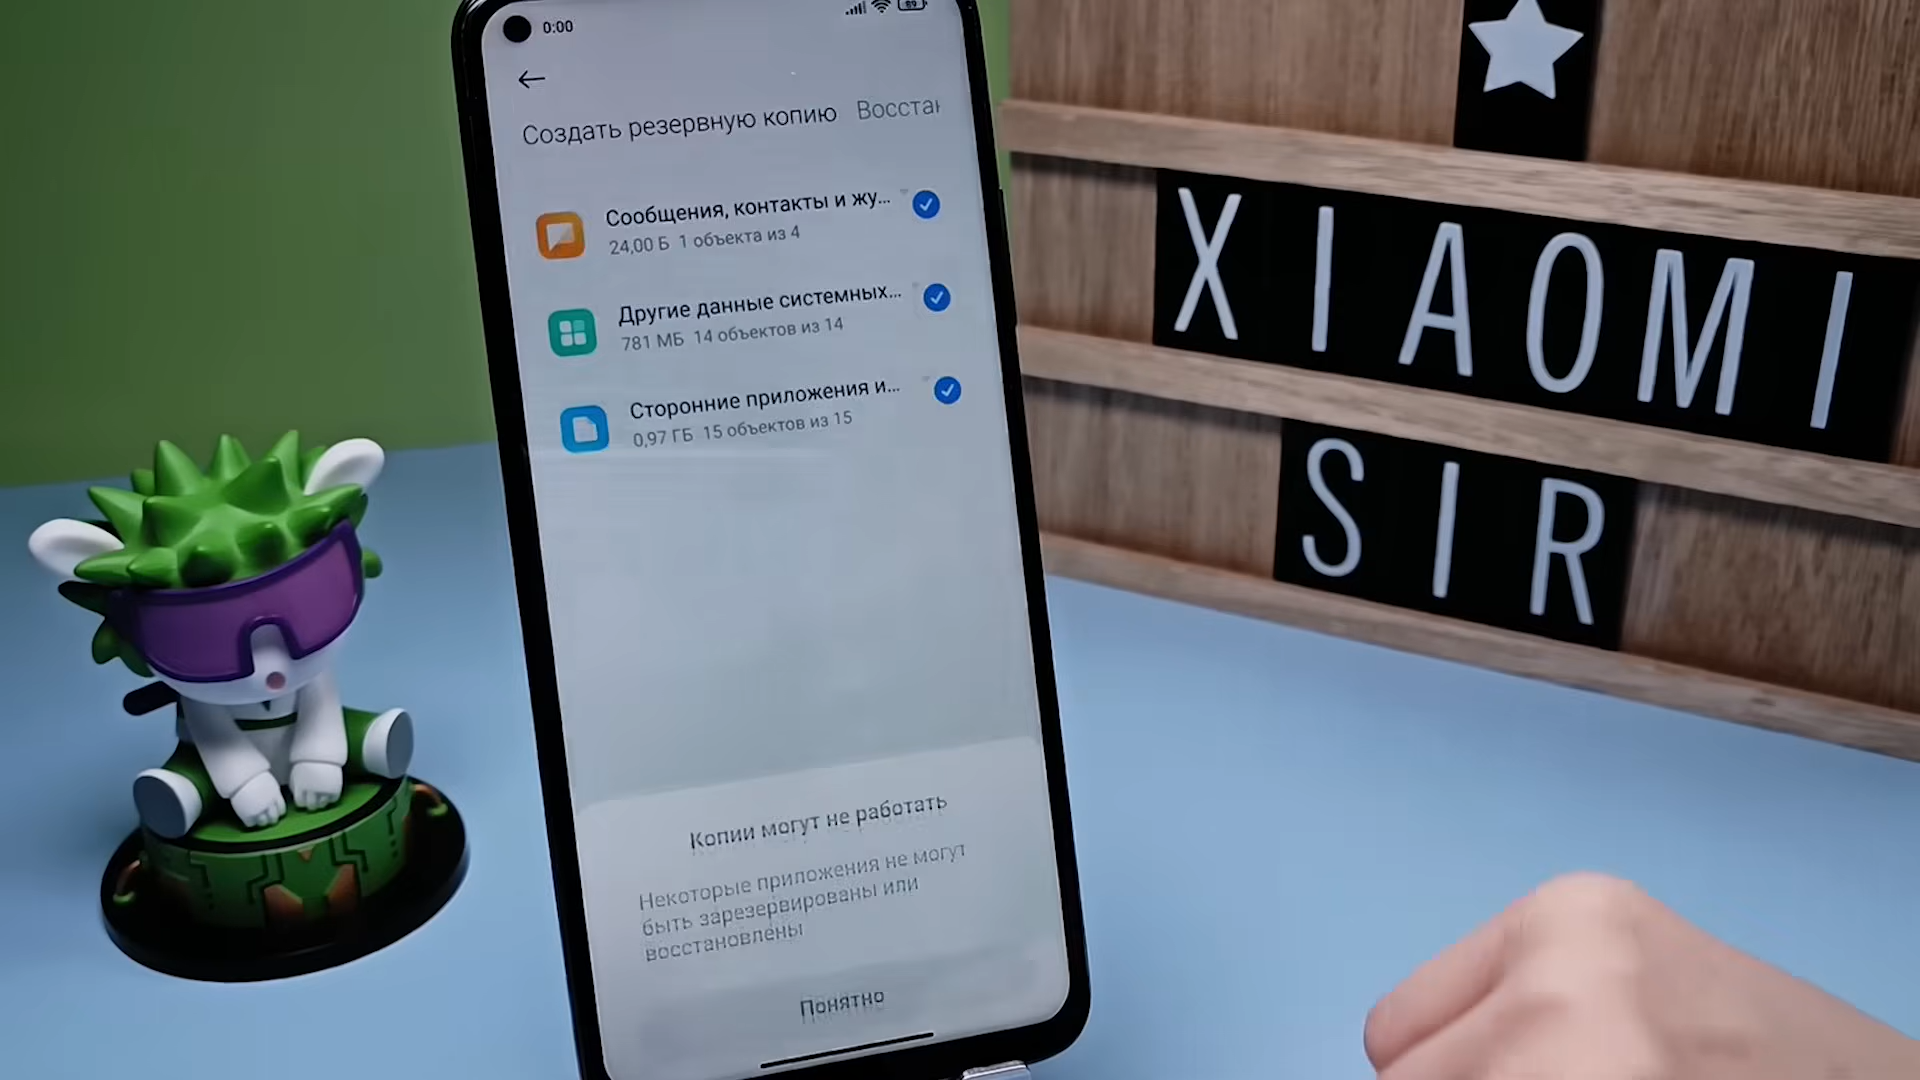 0:00
89
Создать резервную копию Восстан
Сообщения, контакты и жу...
24,00 Б 1 объекта из 4
Другие данные системных...
781 МБ 14 объектов из 14
Сторонние приложения и...
0,97 ГБ 15 объектов из 15
Копии могут не работать
Некоторые приложения не могут
быть зарезервированы или
восстановлены
Понятно
XIAOMI
SIR